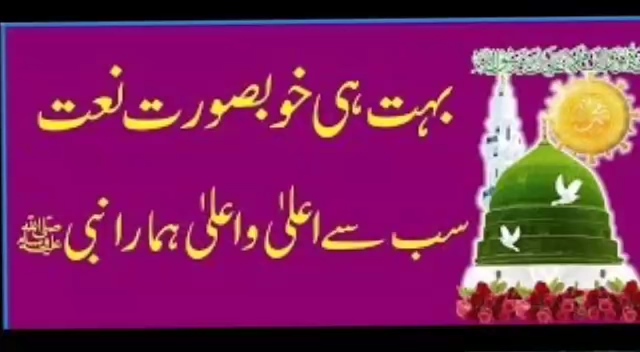 بہت ہی خوبصورت نعت
سب سے اعلیٰ و اعلیٰ ہمارا نبی ﷺ